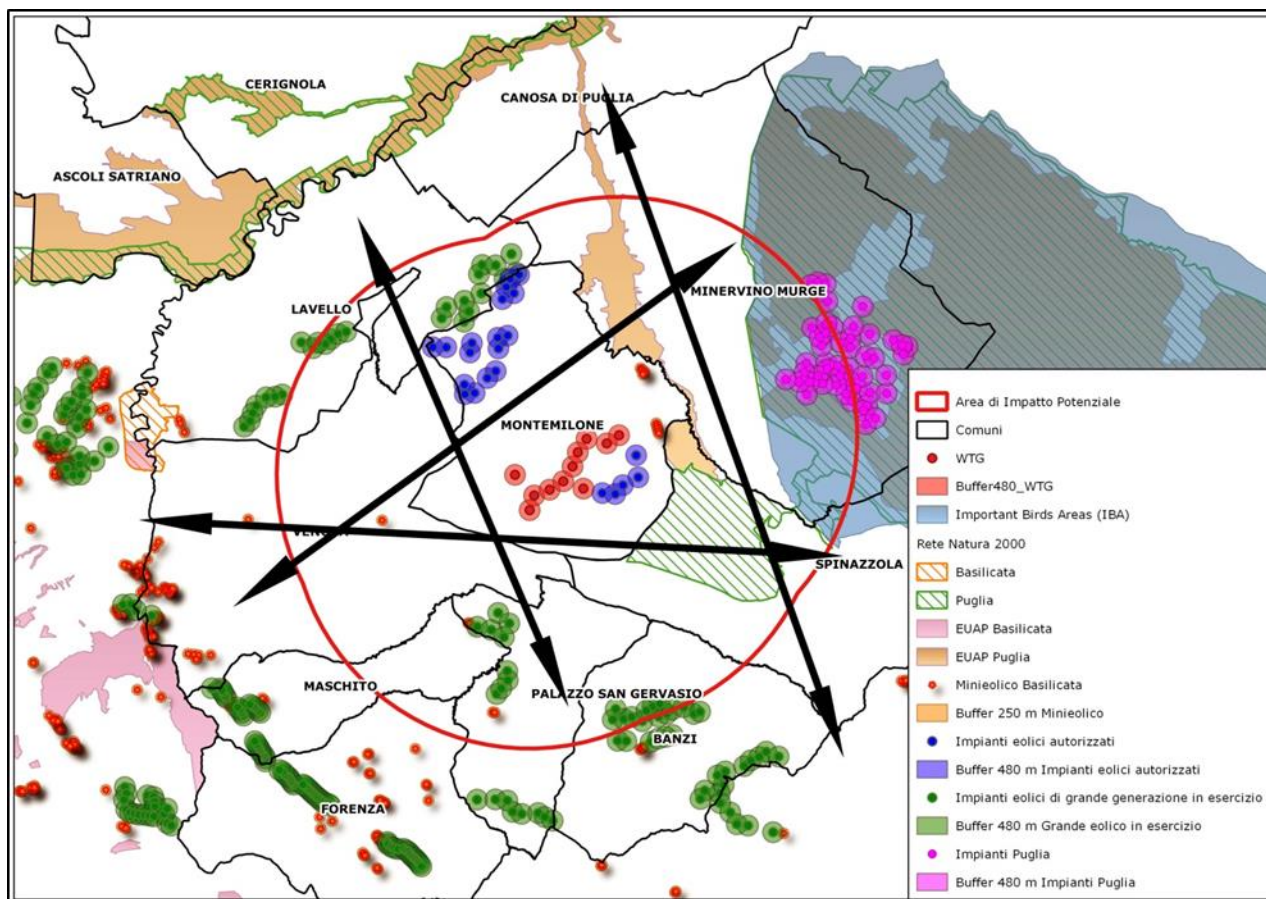 CERIGNOLA
CANOSA DI PUGLIA
ASCOLI SATRIANO
MINERVINO MURGE
LAVELLO
MONTEMILONE
SPINAZZOLA
MASCHITO
PALAZZO SAN GERVASIO
BANZI
FORENZA
Area di Impatto Potenziale
Comuni
WTG
Buffer480_WTG
Important Birds Areas (IBA)
Rete Natura 2000
Basilicata
Puglia
EUAP Basilicata
EUAP Puglia
Minieolico Basilicata
Buffer 250 m Minieolico
Impianti eolici autorizzati
Buffer 480 m Impianti eolici autorizzati
Impianti eolici di grande generazione in esercizio
Buffer 480 m Grande eolico in esercizio
Impianti Puglia
Buffer 480 m Impianti Puglia